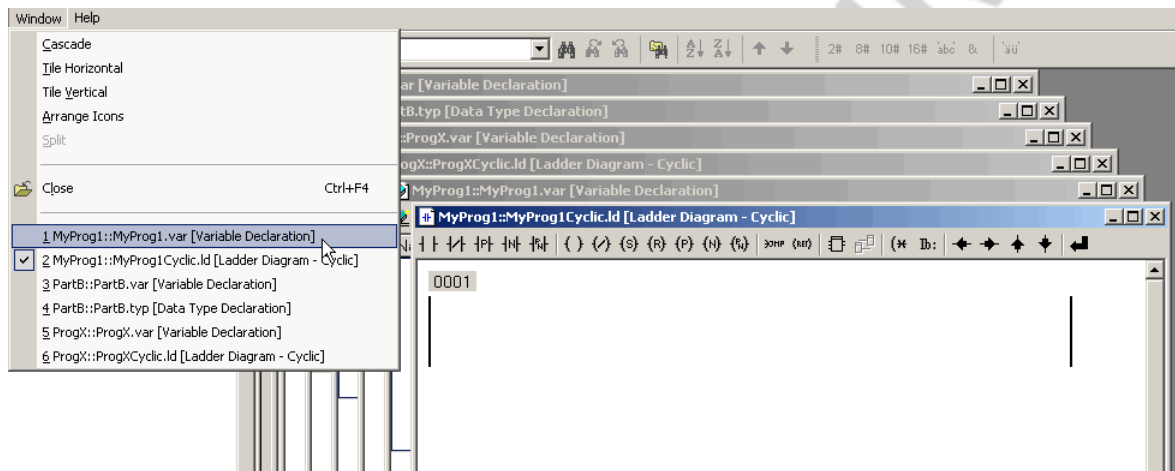 Window Help
Cascade
Tile Horizontal
Tile Vertical
Arrange Icons
Split
Close Ctrl+F4
1 MyProg1::MyProg1.var [Variable Declaration]
2 MyProg1::MyProg1Cyclic.ld [Ladder Diagram - Cyclic]
3 PartB::PartB.var [Variable Declaration]
4 PartB::PartB.typ [Data Type Declaration]
5 ProgX::ProgX.var [Variable Declaration]
6 ProgX::ProgXCyclic.ld [Ladder Diagram - Cyclic]
2# 8# 10# 16# 'abc' & 'äü'
ar [Variable Declaration]
tB.typ [Data Type Declaration]
::ProgX.var [Variable Declaration]
ogX::ProgXCyclic.ld [Ladder Diagram - Cyclic]
MyProg1::MyProg1.var [Variable Declaration]
MyProg1::MyProg1Cyclic.ld [Ladder Diagram - Cyclic]
(S) (R) (P) (N) JUMP (RET)
0001